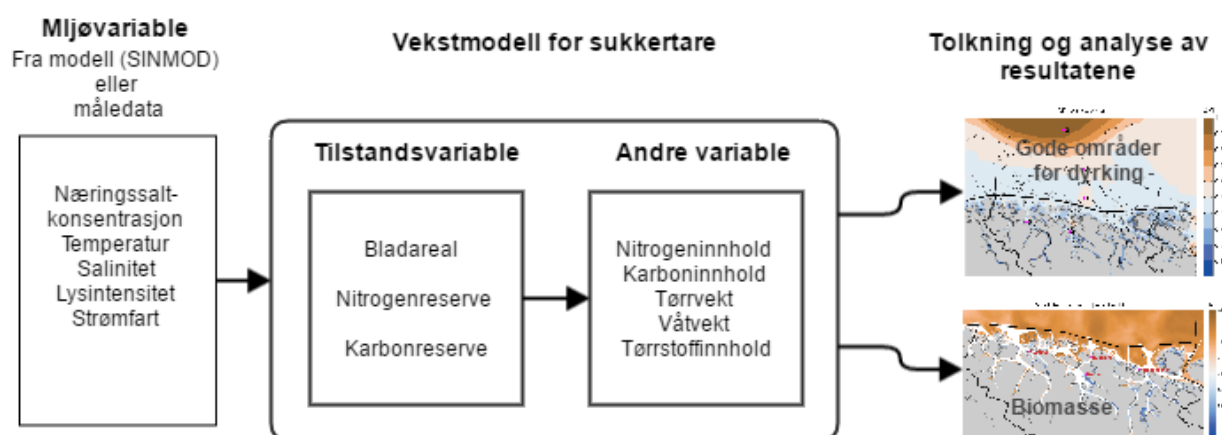 Mljøvariable
Fra modell (SINMOD)
eller
måledata
Næringssalt-
konsentrasjon
Temperatur
Salinitet
Lysintensitet
Strømfart
Vekstmodell for sukkertare
Tilstandsvariable
Bladareal
Nitrogenreserve
Karbonreserve
Andre variable
Nitrogeninnhold
Karboninnhold
Tørrvekt
Våtvekt
Tørrstoffinnhold
Tolkning og analyse av
resultatene
Gode områder
for dyrking
Biomasse